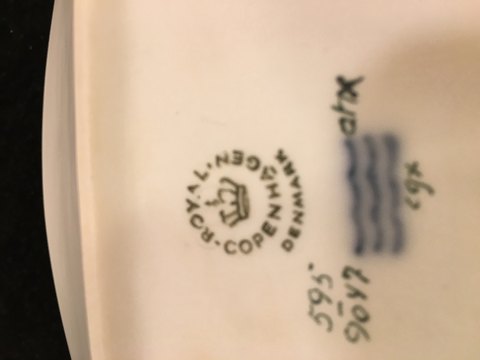 ROYAL · COPENHAGEN ·
DENMARK
595
9047